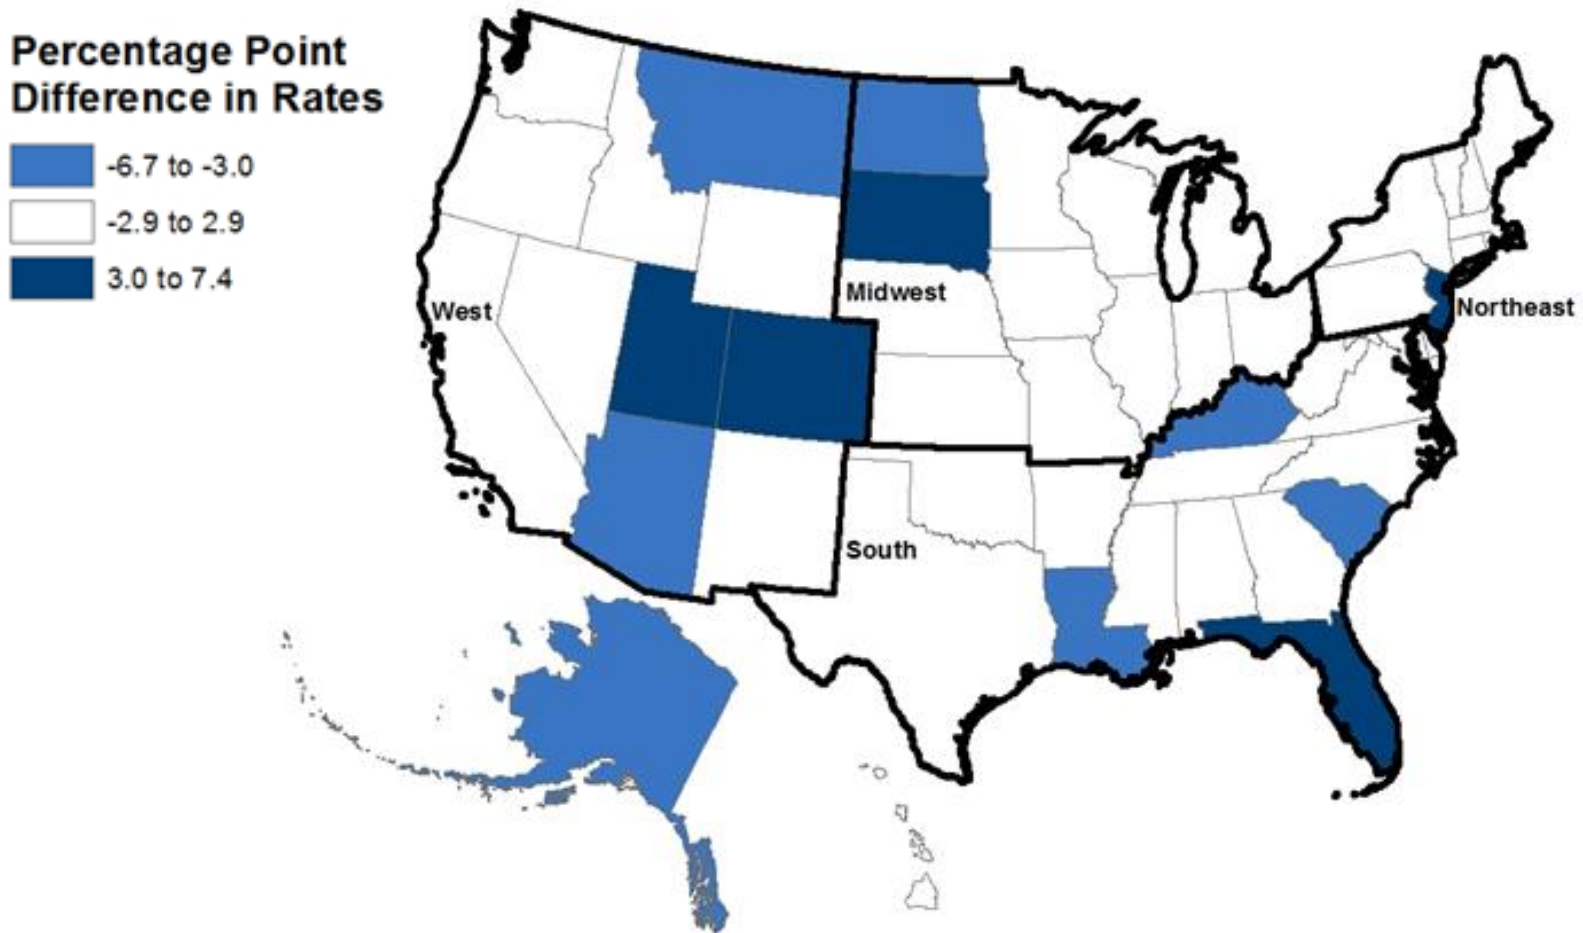 Percentage Point
Difference in Rates
-6.7 to -3.0
-2.9 to 2.9
3.0 to 7.4
West
Midwest
Northeast
South